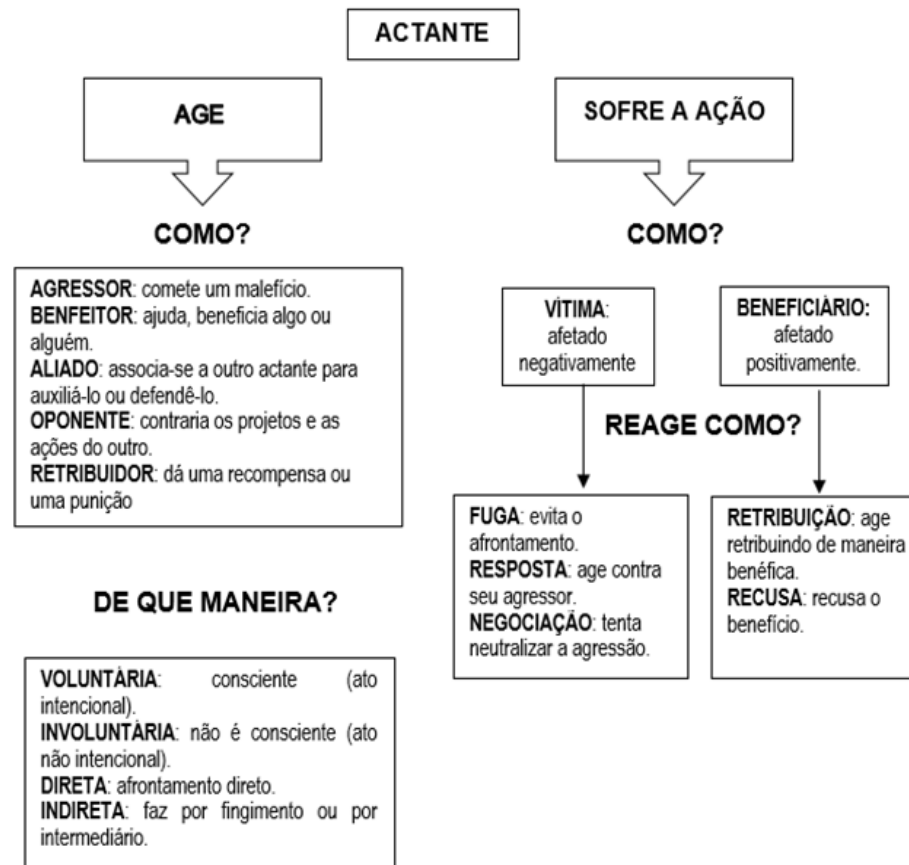 ACTANTE
AGE
SOFRE A AÇÃO
COMO?
COMO?
AGRESSOR: comete um malefício.
BENFEITOR: ajuda, beneficia algo ou
alguém.
ALIADO: associa-se a outro actante para
auxiliá-lo ou defendê-lo.
OPONENTE: contraria os projetos e as
ações do outro.
RETRIBUIDOR: dá uma recompensa ou
uma punição
VÍTIMA:
afetado
negativamente
BENEFICIÀRIO:
afetado
positivamente.
REAGE COMO?
FUGA: evita o
afrontamento.
RESPOSTA: age contra
seu agressor.
NEGOCIAÇÃO: tenta
neutralizar a agressão.
RETRIBUIÇÃO: age
retribuindo de maneira
benéfica.
RECUSA: recusa o
benefício.
DE QUE MANEIRA?
VOLUNTÀRIA: consciente (ato
intencional).
INVOLUNTÀRIA: não é consciente (ato
não intencional).
DIRETA: afrontamento direto.
INDIRETA: faz por fingimento ou por
intermediário.